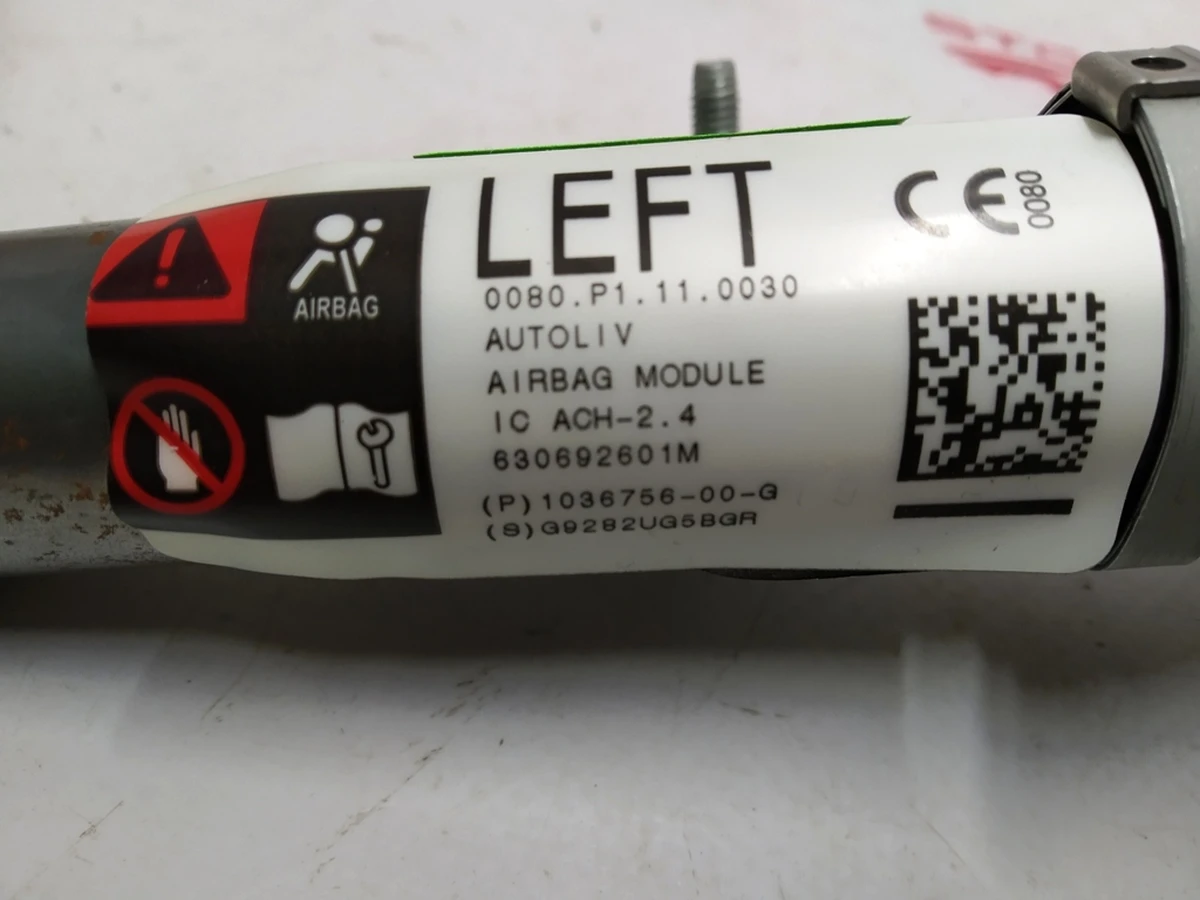 LEFT
CE 0080
0080.P1.11.0030
AUTOLIV
AIRBAG MODULE
IC ACH-2.4
630692601M
(P)1036756-00-G
(S)G9282UG5BGR
AIRBAG